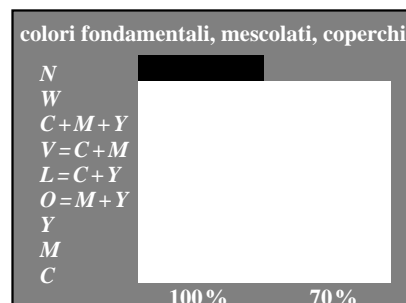 colori fondamentali, mescolati, coperchi
N
W
C+M+Y
V=C+M
L=C+Y
O=M+Y
Y
M
C
100% 70%